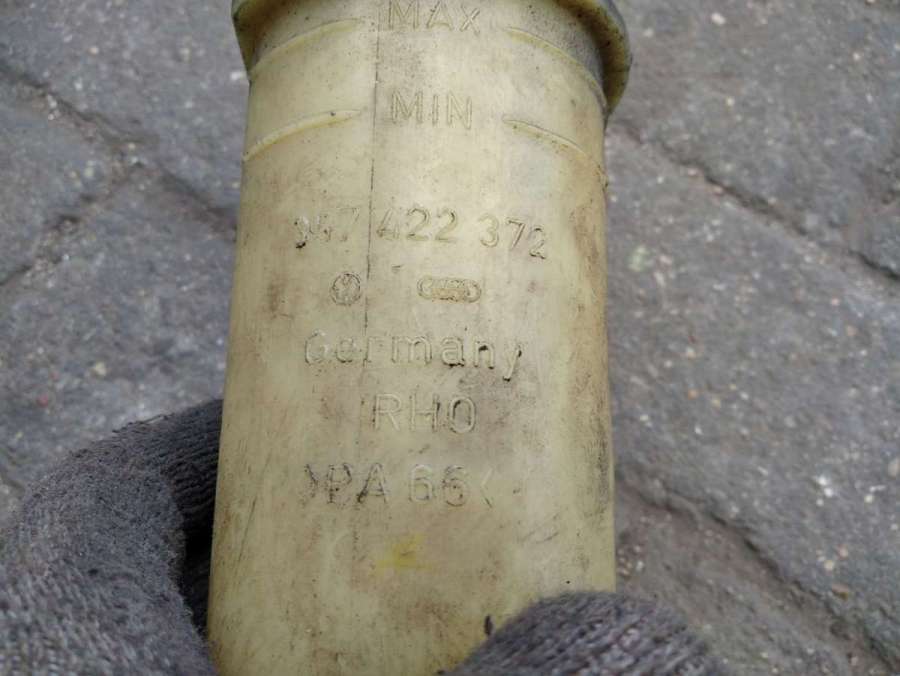 MAX
MIN
422 372
Germany
RHO
>PA 66<